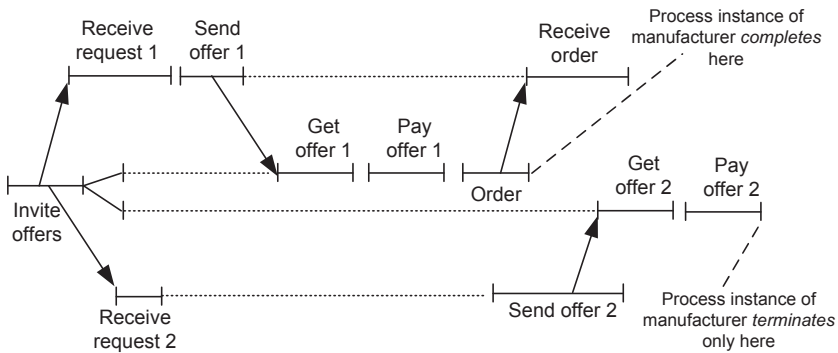 Receive
request 1
Send
offer 1
Receive
order
Process instance of
manufacturer completes
here
Get
offer 1
Pay
offer 1
Order
Get
offer 2
Pay
offer 2
Invite
offers
Receive
request 2
Send offer 2
Process instance of
manufacturer terminates
only here